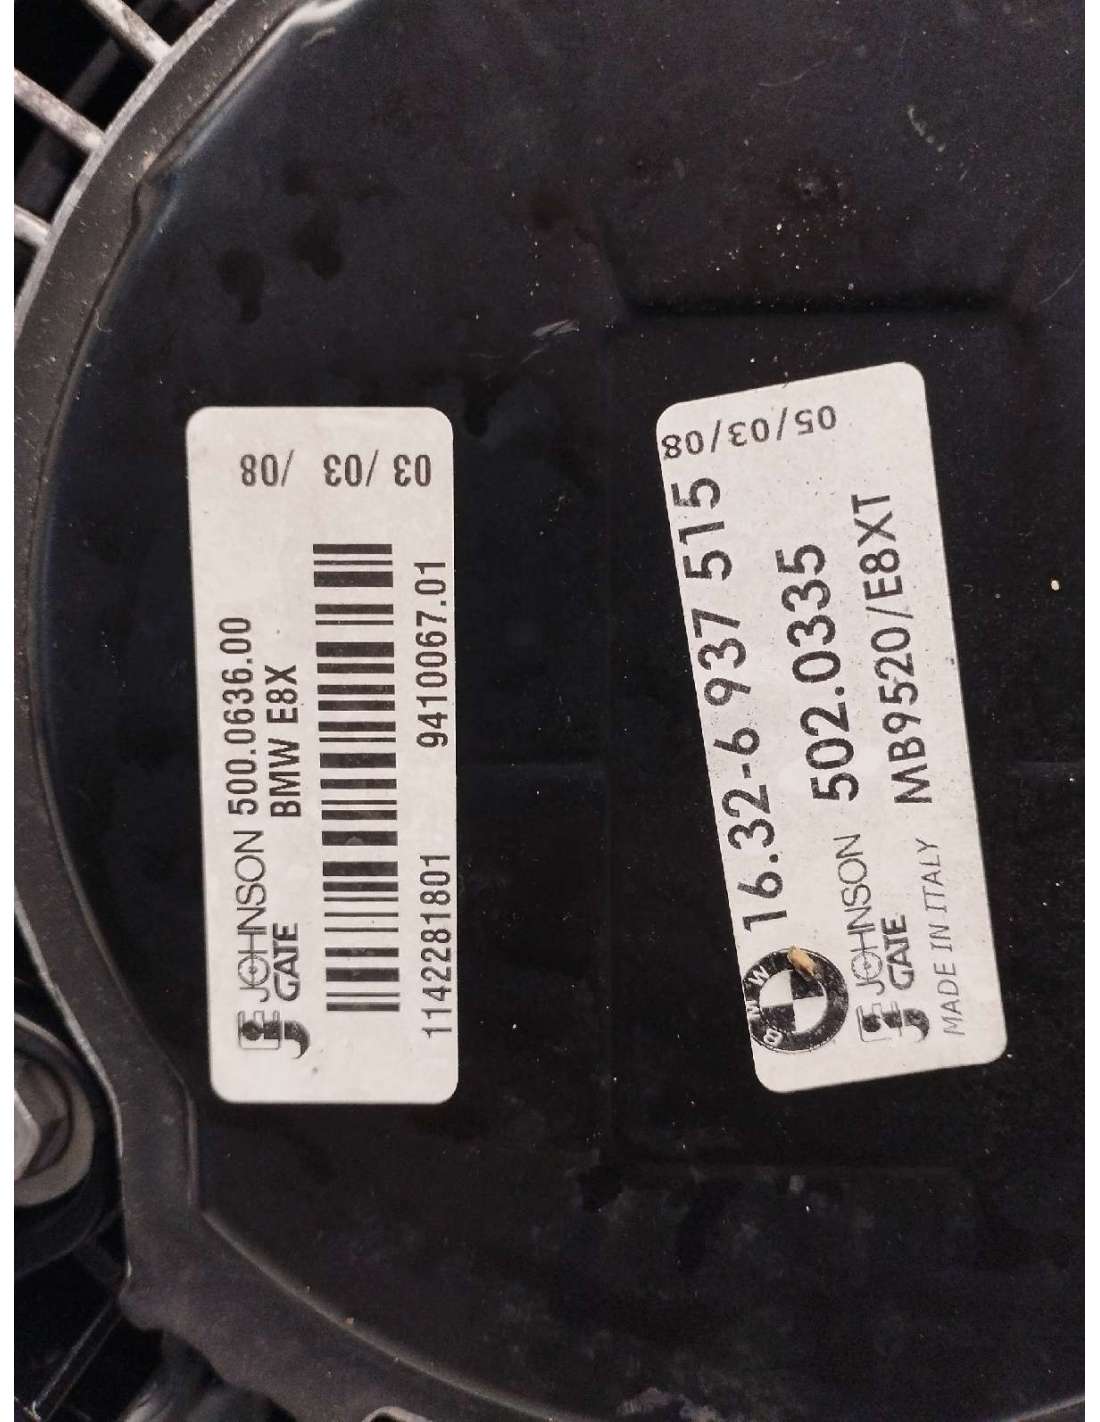 JOHNSON 500.0636.00
GATE BMW E8X
03 /03 /08
1142281801 9410067.01
BMW 16.32-6 937 515
05/03/08
JOHNSON 502.0335
GATE
MB9520/E8XT
MADE IN ITALY